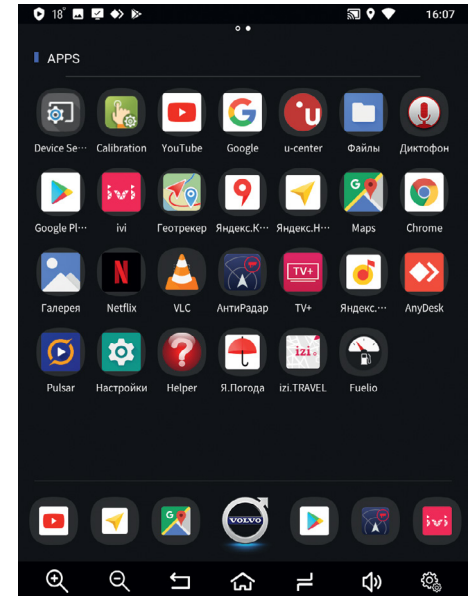 18° 16:07
APPS
Device Se··· Calibration YouTube Google u-center Файлы Диктофон
Google Pl··· ivi Геотрекер Яндекс.К··· Яндекс.Н··· Maps Chrome
Галерея Netflix VLC АнтиРадар TV+ Яндекс.··· AnyDesk
Pulsar Настройки Helper Я.Погода izi.TRAVEL Fuelio
VOLVO